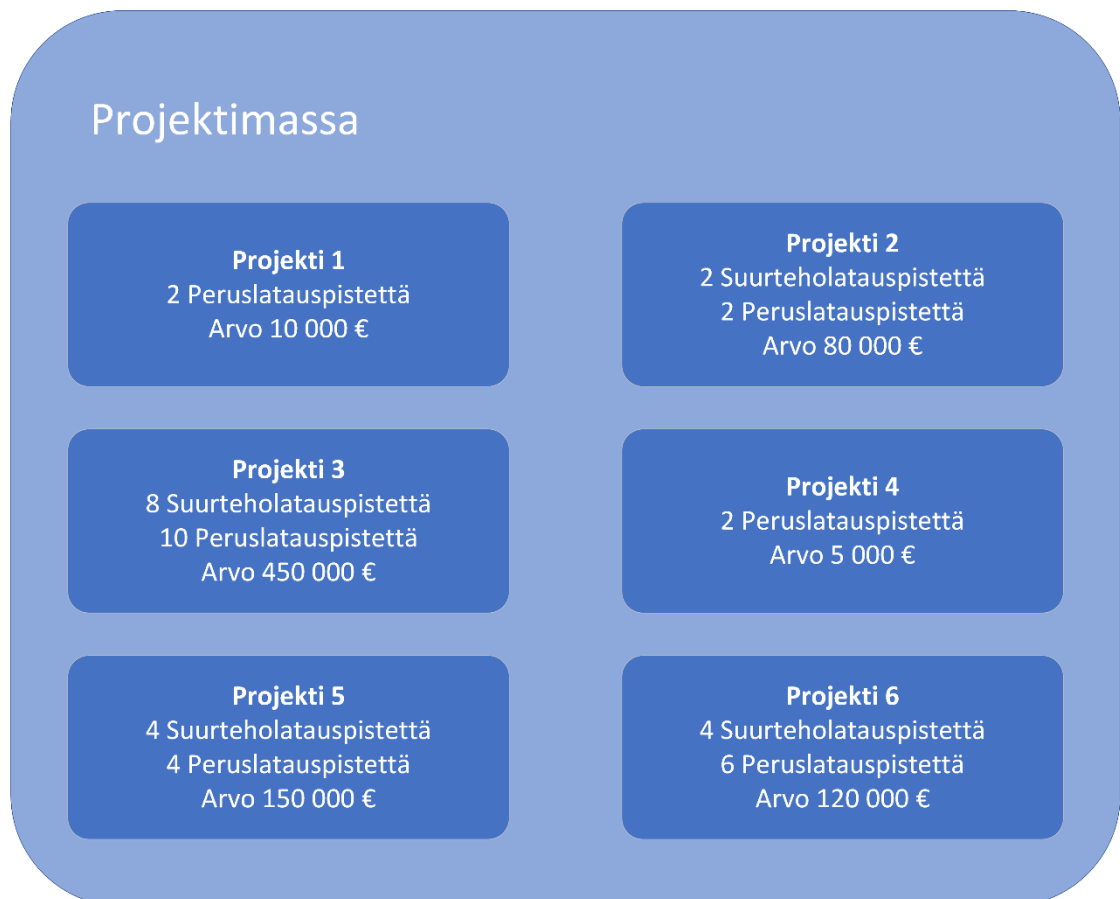 Projektimassa
Projekti 1
2 Peruslatauspistettä
Arvo 10 000 €
Projekti 2
2 Suurteholatauspistettä
2 Peruslatauspistettä
Arvo 80 000 €
Projekti 3
8 Suurteholatauspistettä
10 Peruslatauspistettä
Arvo 450 000 €
Projekti 4
2 Peruslatauspistettä
Arvo 5 000 €
Projekti 5
4 Suurteholatauspistettä
4 Peruslatauspistettä
Arvo 150 000 €
Projekti 6
4 Suurteholatauspistettä
6 Peruslatauspistettä
Arvo 120 000 €